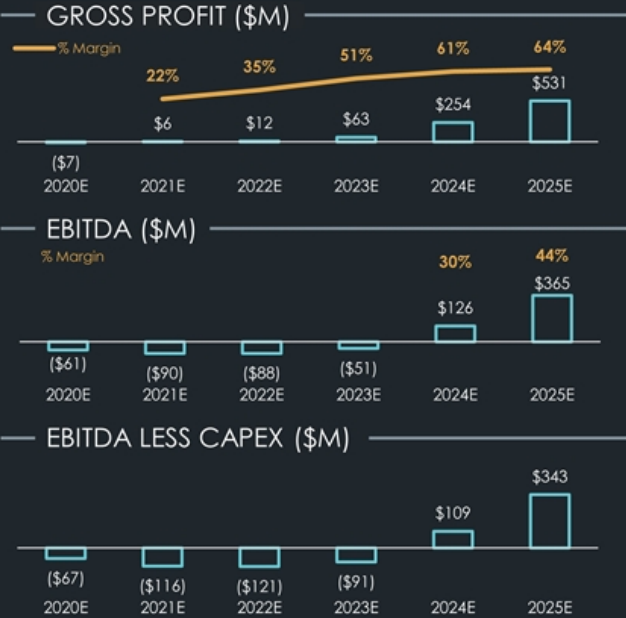 GROSS PROFIT ($M)
% Margin
22% 35% 51% 61% 64%
($7) $6 $12 $63 $254 $531
2020E 2021E 2022E 2023E 2024E 2025E
EBITDA ($M)
% Margin
30% 44%
($61) ($90) ($88) ($51) $126 $365
2020E 2021E 2022E 2023E 2024E 2025E
EBITDA LESS CAPEX ($M)
($67) ($116) ($121) ($91) $109 $343
2020E 2021E 2022E 2023E 2024E 2025E